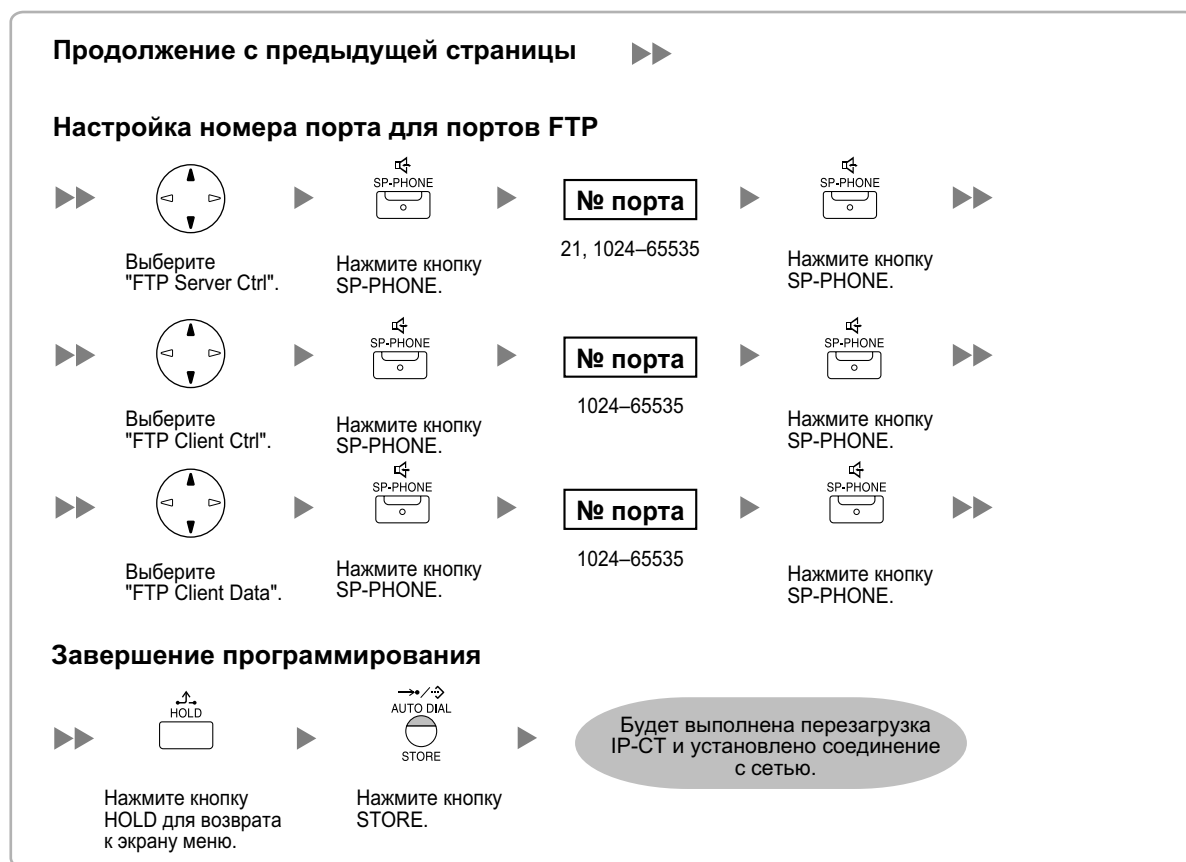 Продолжение с предыдущей страницы
Настройка номера порта для портов FTP
SP-PHONE
№ порта
SP-PHONE
Выберите
"FTP Server Ctrl".
Нажмите кнопку
SP-PHONE.
21, 1024–65535
Нажмите кнопку
SP-PHONE.
SP-PHONE
№ порта
SP-PHONE
Выберите
"FTP Client Ctrl".
Нажмите кнопку
SP-PHONE.
1024–65535
Нажмите кнопку
SP-PHONE.
SP-PHONE
№ порта
SP-PHONE
Выберите
"FTP Client Data".
Нажмите кнопку
SP-PHONE.
1024–65535
Нажмите кнопку
SP-PHONE.
Завершение программирования
HOLD
AUTO DIAL
STORE
Будет выполнена перезагрузка
IP-СТ и установлено соединение
с сетью.
Нажмите кнопку
HOLD для возврата
к экрану меню.
Нажмите кнопку
STORE.